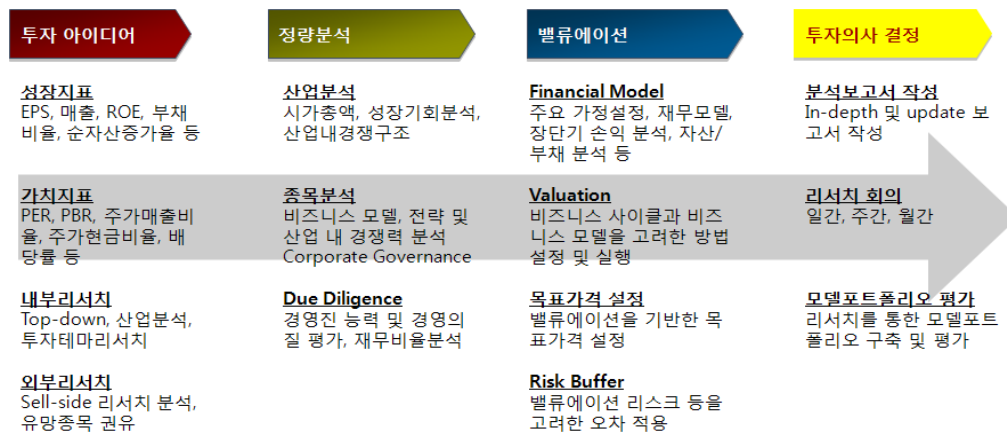 투자 아이디어
성장지표
EPS, 매출, ROE, 부채
비율, 순자산증가율 등
가치지표
PER, PBR, 주가매출비
율, 주가현금비율, 배
당률 등
내부리서치
Top-down, 산업분석,
투자테마리서치
외부리서치
Sell-side 리서치 분석,
유망종목 권유
정량분석
산업분석
시가총액, 성장기회분석,
산업내경쟁구조
종목분석
비즈니스 모델, 전략 및
산업 내 경쟁력 분석
Corporate Governance
Due Diligence
경영진 능력 및 경영의
질 평가, 재무비율분석
밸류에이션
Financial Model
주요 가정설정, 재무모델,
장단기 손익 분석, 자산/
부채 분석 등
Valuation
비즈니스 사이클과 비즈
니스 모델을 고려한 방법
설정 및 실행
목표가격 설정
밸류에이션을 기반한 목
표가격 설정
Risk Buffer
밸류에이션 리스크 등을
고려한 오차 적용
투자의사 결정
분석보고서 작성
In-depth 및 update 보
고서 작성
리서치 회의
일간, 주간, 월간
모델포트폴리오 평가
리서치를 통한 모델포트
폴리오 구축 및 평가